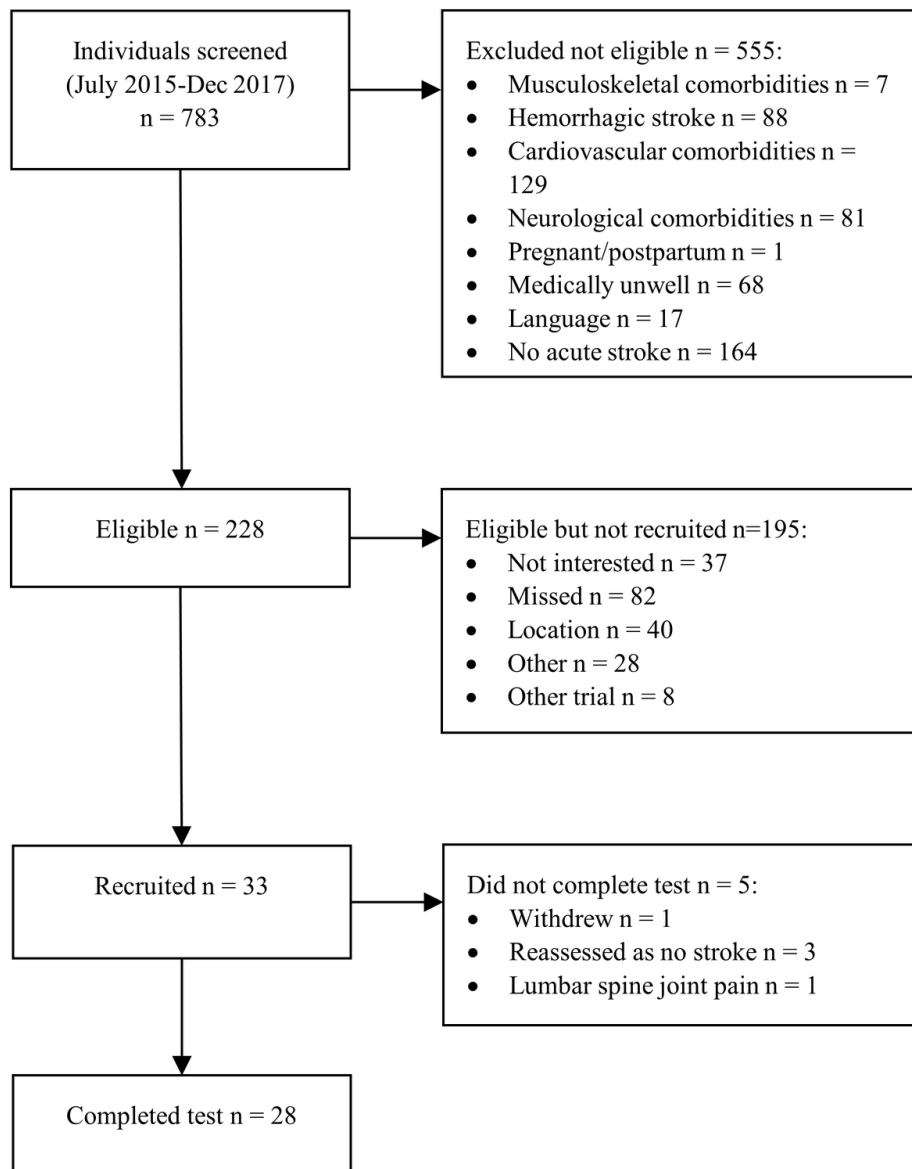 Individuals screened
(July 2015-Dec 2017)
n = 783
Excluded not eligible n = 555:
• Musculoskeletal comorbidities n = 7
• Hemorrhagic stroke n = 88
• Cardiovascular comorbidities n =
129
• Neurological comorbidities n = 81
• Pregnant/postpartum n = 1
• Medically unwell n = 68
• Language n = 17
• No acute stroke n = 164
Eligible n = 228
Eligible but not recruited n=195:
• Not interested n = 37
• Missed n = 82
• Location n = 40
• Other n = 28
• Other trial n = 8
Recruited n = 33
Did not complete test n = 5:
• Withdrew n = 1
• Reassessed as no stroke n = 3
• Lumbar spine joint pain n = 1
Completed test n = 28